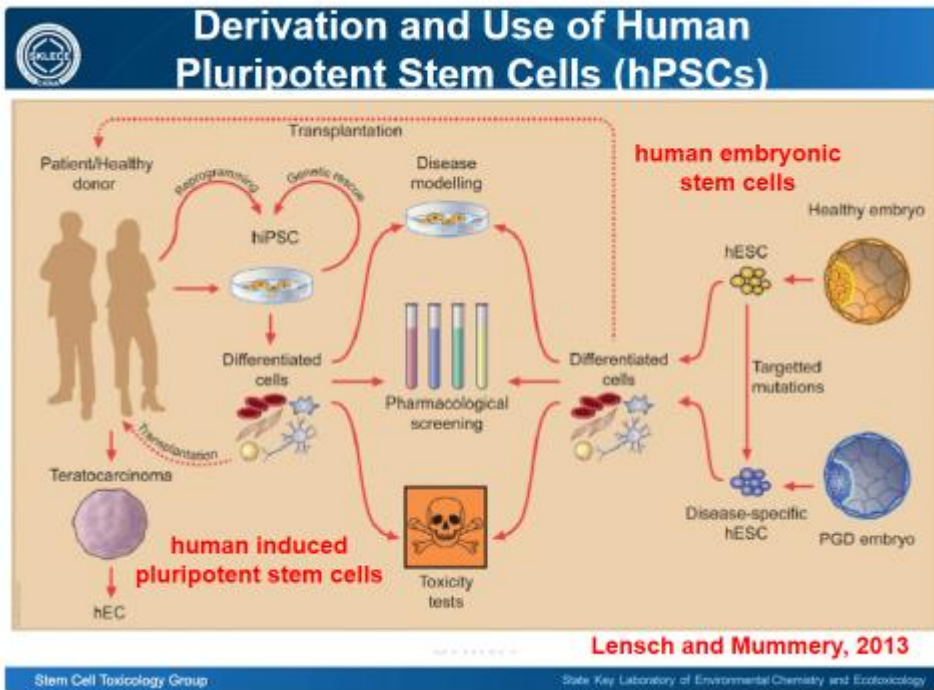 Derivation and Use of Human
Pluripotent Stem Cells (hPSCs)
SKLECE
Transplantation
Patient/Healthy
donor
Reprogramming
Genetic rescue
hiPSC
Disease
modelling
human embryonic
stem cells
Healthy embryo
hESC
Differentiated
cells
Pharmacological
screening
Differentiated
cells
Targetted
mutations
Transplantation
Teratocarcinoma
Disease-specific
hESC
PGD embryo
human induced
pluripotent stem cells
Toxicity
tests
hEC
Lensch and Mummery, 2013
Stem Cell Toxicology Group
State Key Laboratory of Environmental Chemistry and Ecotoxicology